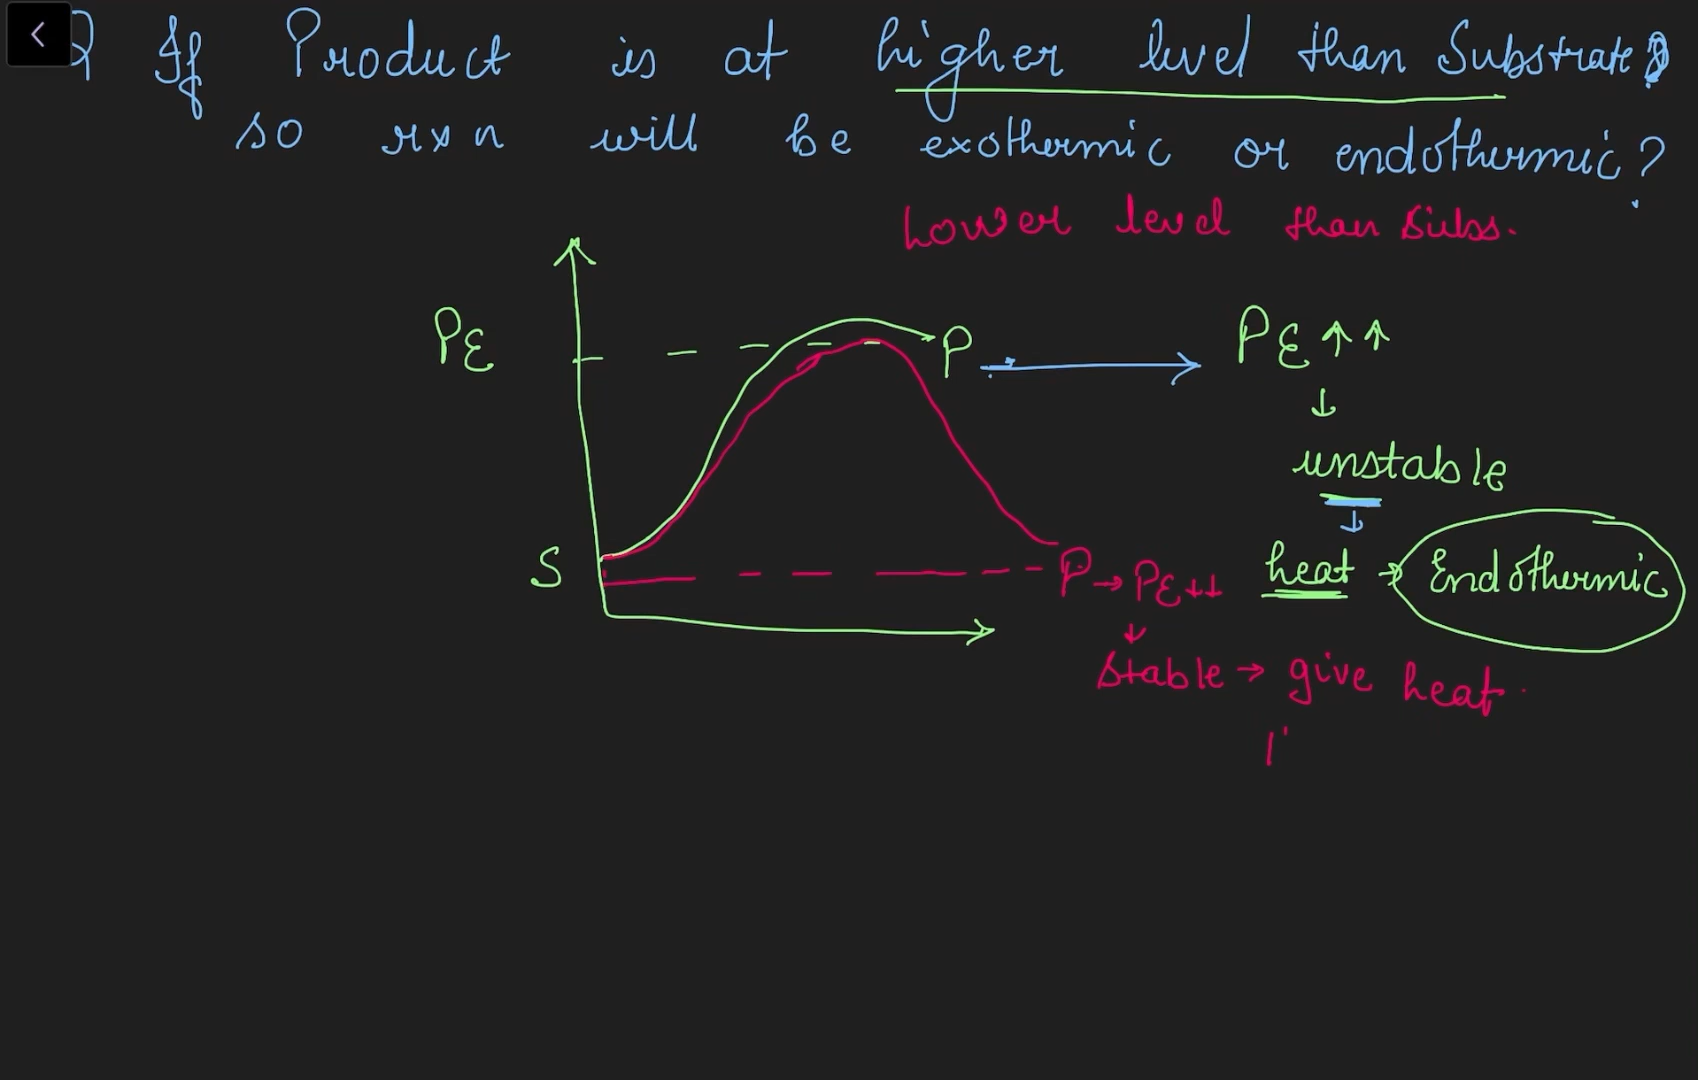 Q If Product is at higher level than Substrate?
so rxn will be exothermic or endothermic?
Lower level than Subs.
PE
P
PE↑↑
↓
unstable
↓
S
heat → Endothermic
P → PE↓↓
↓
Stable → give heat.